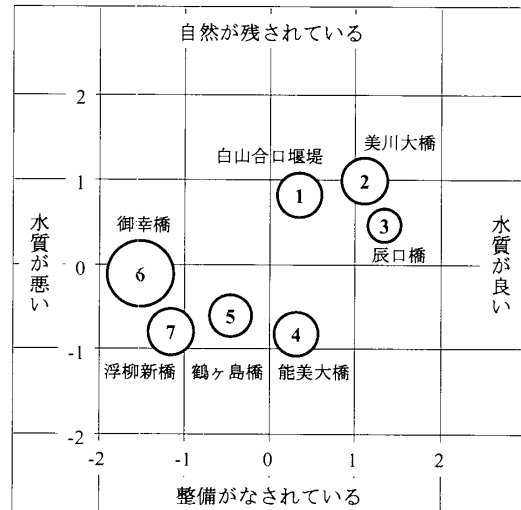 自然が残されている
2
美川大橋
白山合口堰堤
1
1
2
3
水質が悪い
御幸橋
辰口橋
水質が良い
0
6
5
7
4
-1
浮柳新橋
鶴ヶ島橋
能美大橋
-2
-2
-1
0
1
2
整備がなされている